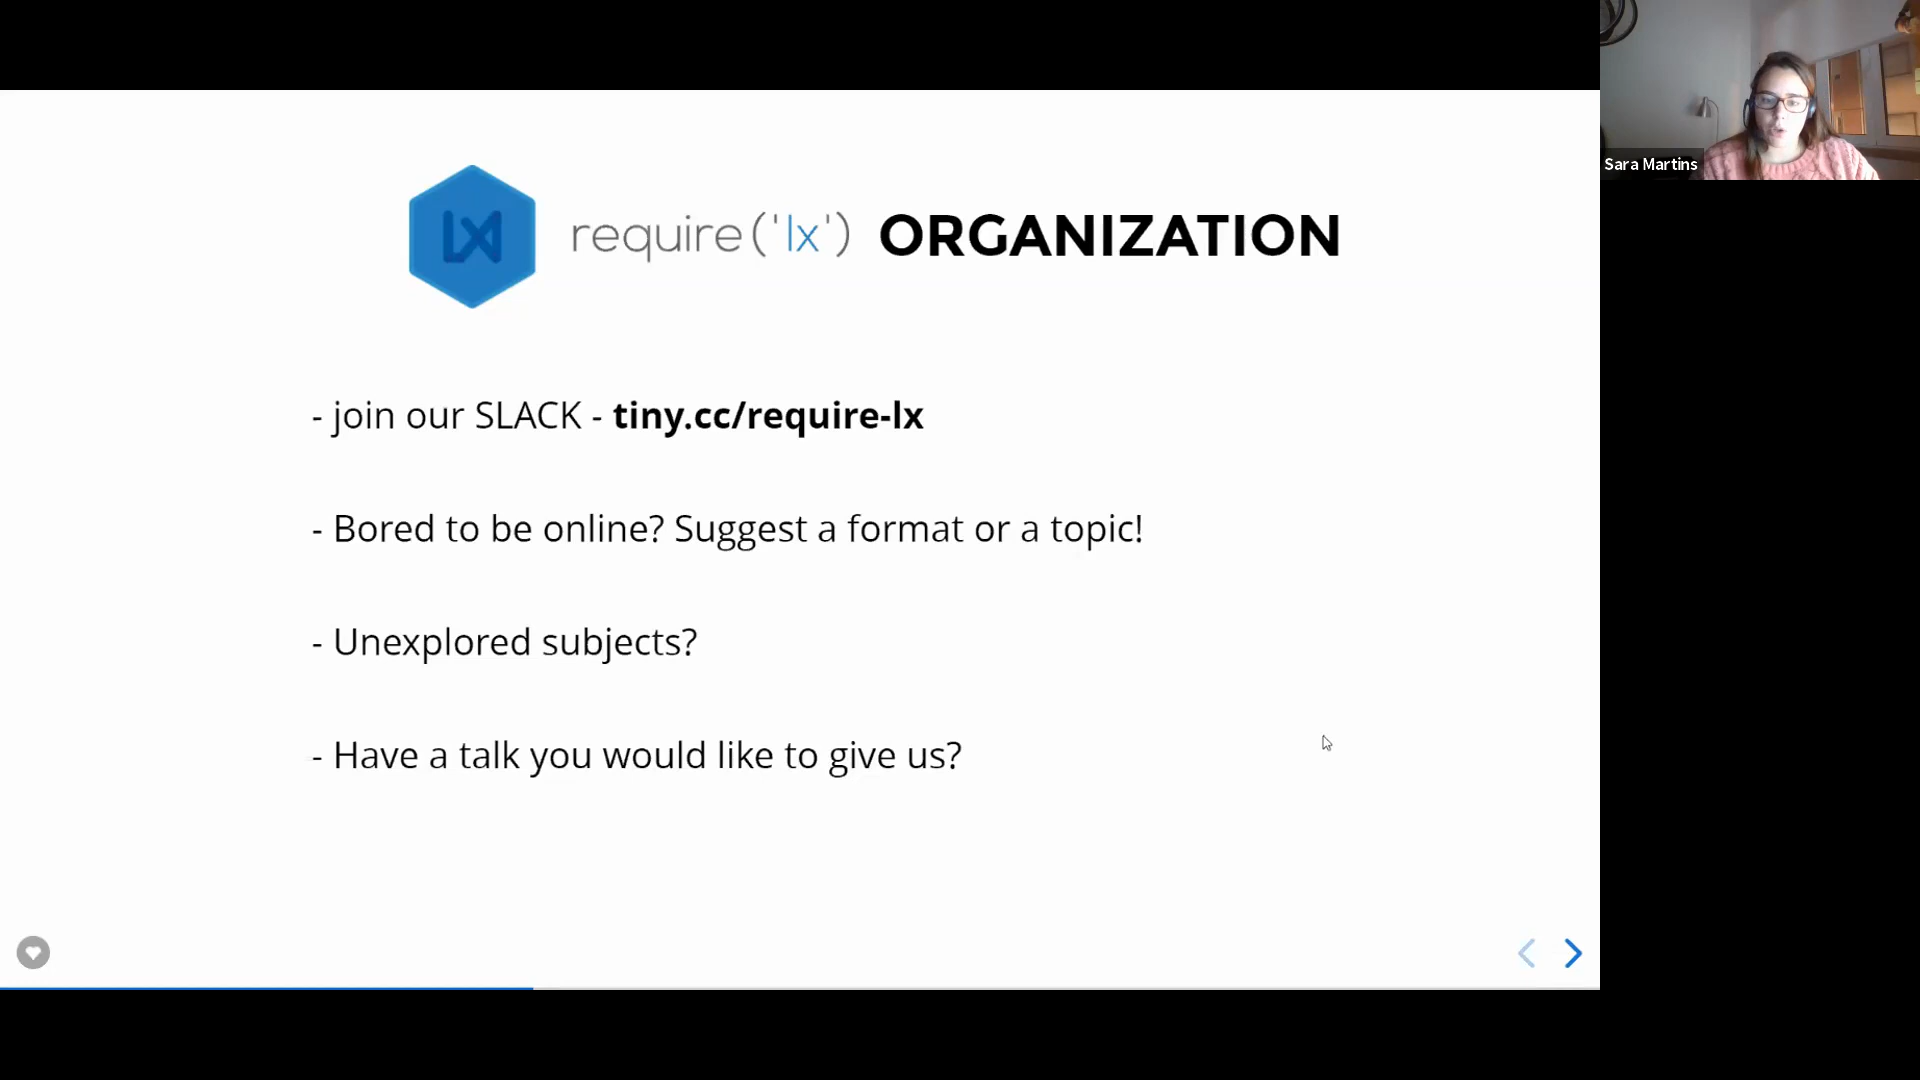 LX require('lx') ORGANIZATION
- join our SLACK - tiny.cc/require-lx
- Bored to be online? Suggest a format or a topic!
- Unexplored subjects?
- Have a talk you would like to give us?
Sara Martins